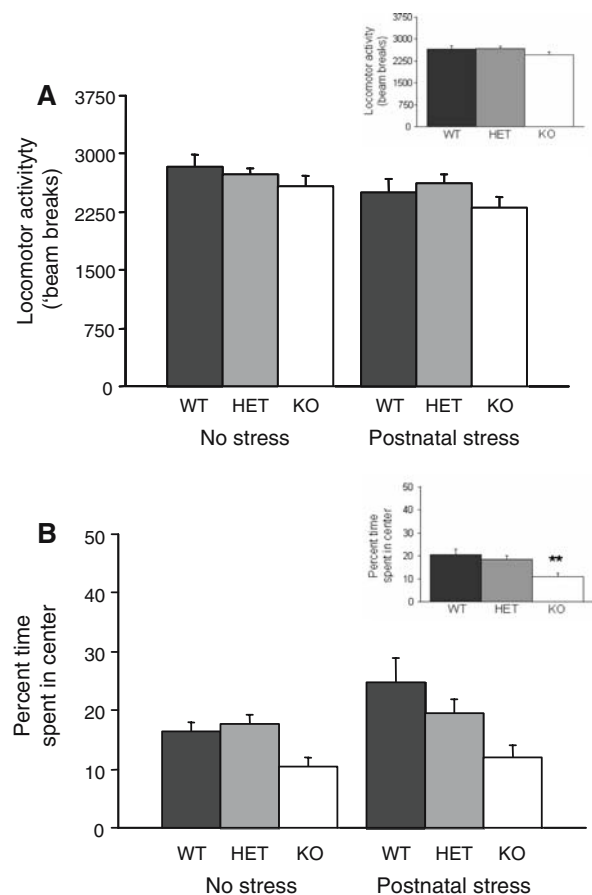 A
Locomotor activityty
('beam breaks)
3750
3000
2250
1500
750
0
WT HET KO WT HET KO
No stress Postnatal stress
Locomotor activity
(beam breaks)
3750
3000
2250
1500
750
0
WT HET KO
B
Percent time
spent in center
50
40
30
20
10
0
WT HET KO WT HET KO
No stress Postnatal stress
Percent time
spent in center
50
40
30
20
10
0
**
WT HET KO